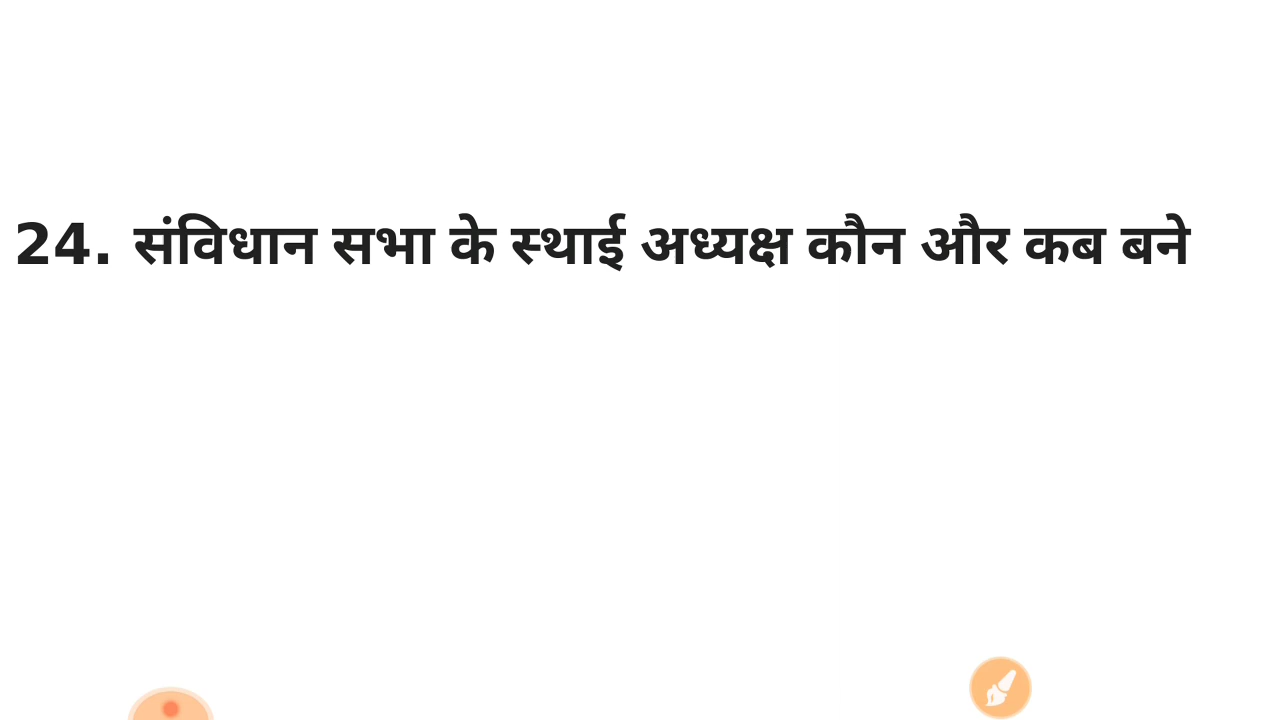 24. संविधान सभा के स्थाई अध्यक्ष कौन और कब बने